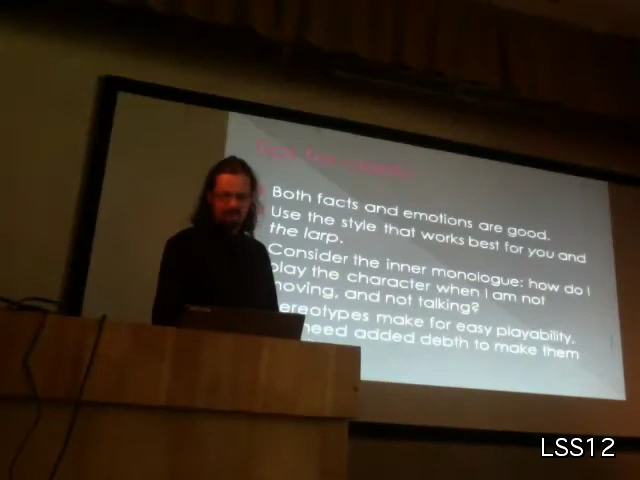 Both facts and emotions are good.
Use the style that works best for you and
the larp.
Consider the inner monologue: how do I
play the character when I am not
moving, and not talking?
ereotypes make for easy playability.
need added debth to make them
LSS12